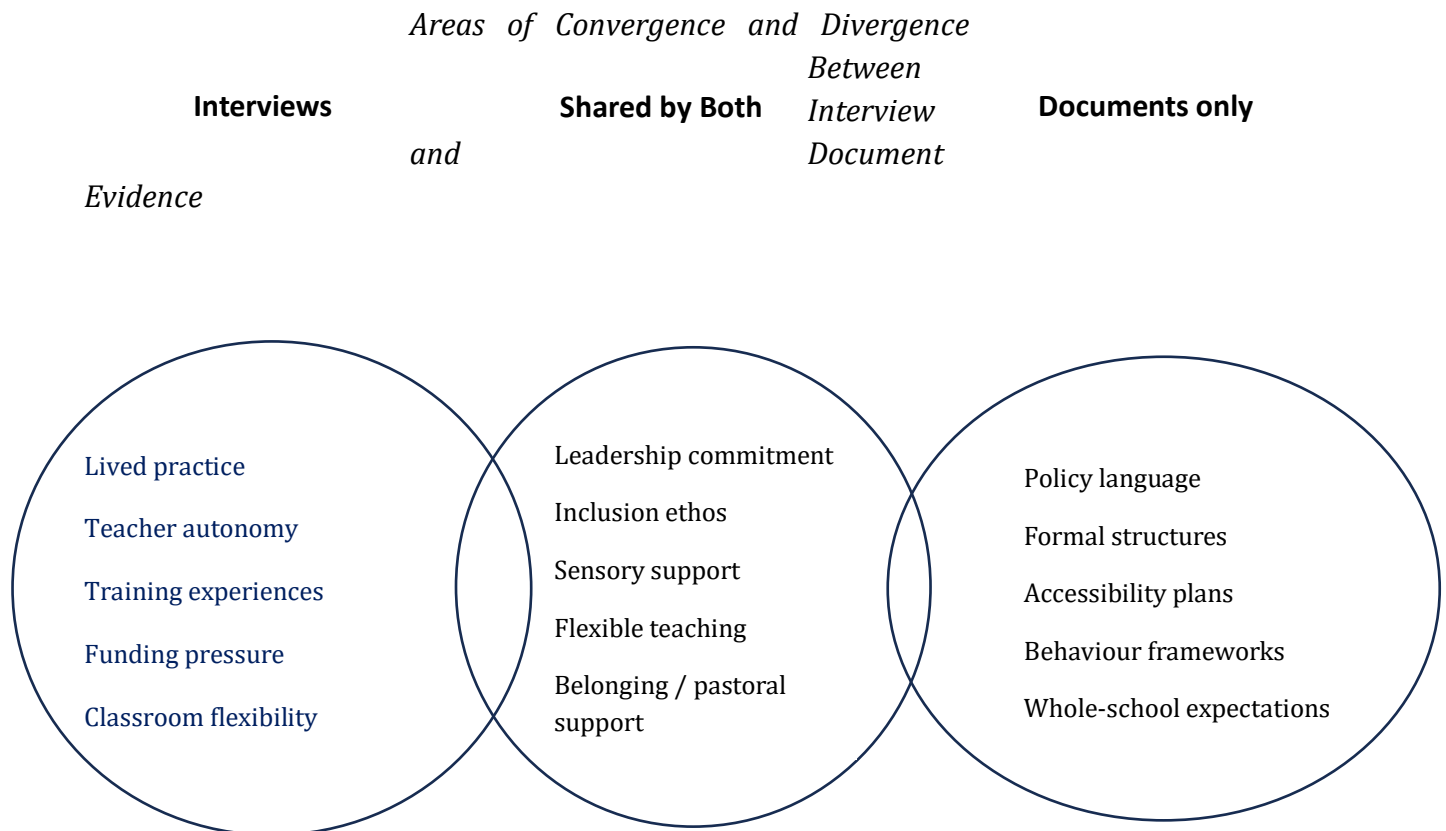 Areas of Convergence and Divergence
Between
Interviews
Shared by Both
Interview
Documents only
and
Document
Evidence
Lived practice
Teacher autonomy
Training experiences
Funding pressure
Classroom flexibility
Leadership commitment
Inclusion ethos
Sensory support
Flexible teaching
Belonging / pastoral
support
Policy language
Formal structures
Accessibility plans
Behaviour frameworks
Whole-school expectations